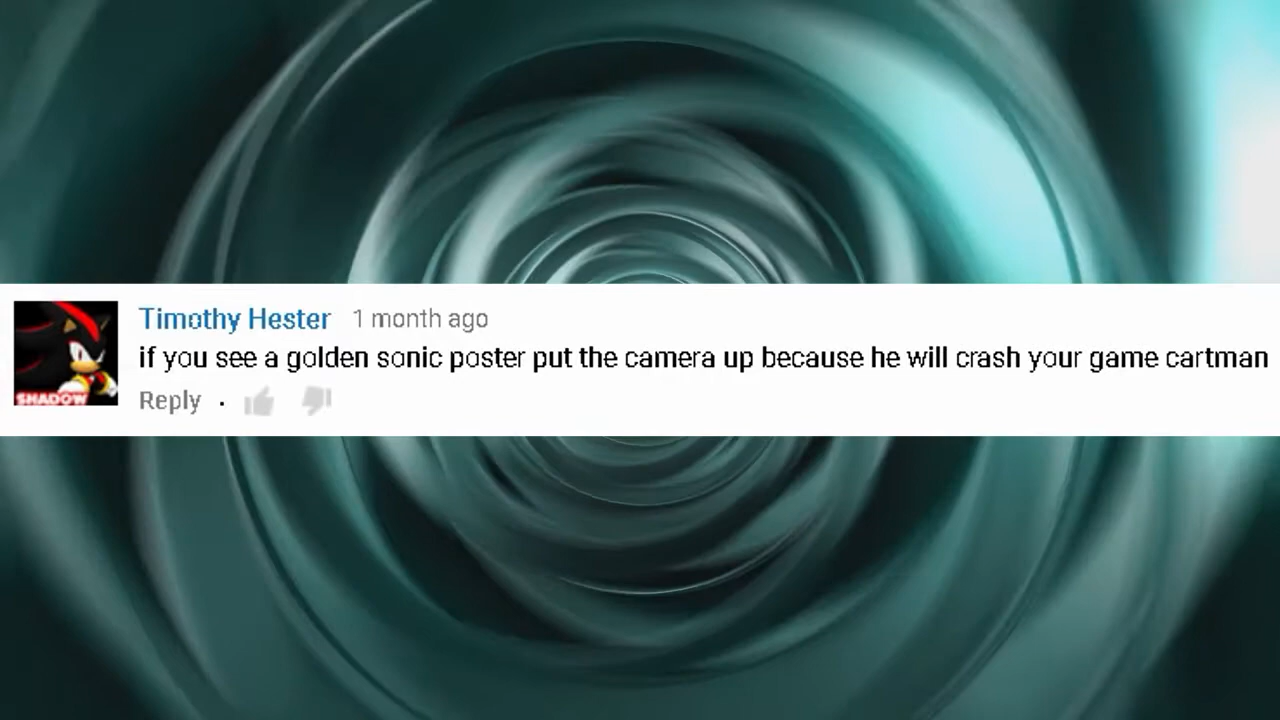 Timothy Hester 1 month ago
if you see a golden sonic poster put the camera up because he will crash your game cartman
Reply ·
SHADOW